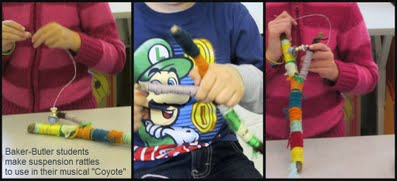 Baker-Butler students
make suspension rattles
to use in their musical "Coyote"